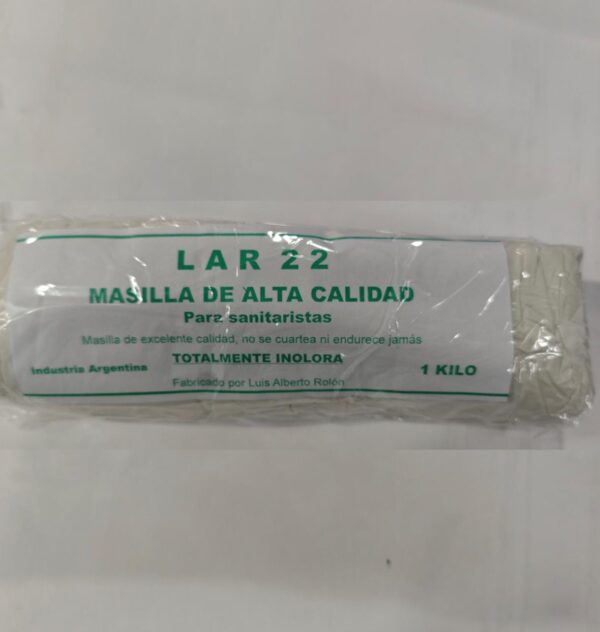 LAR 22
MASILLA DE ALTA CALIDAD
Para sanitaristas
Masilla de excelente calidad, no se cuartea ni endurece jamás
TOTALMENTE INOLORA
Industria Argentina
1 KILO
Fabricado por Luis Alberto Rolón